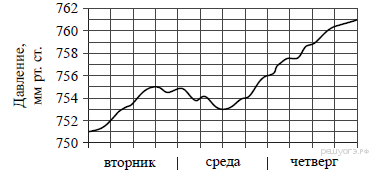 Давление,
мм рт. ст.
762
760
758
756
754
752
750
вторник
среда
четверг
решуогэ.рф